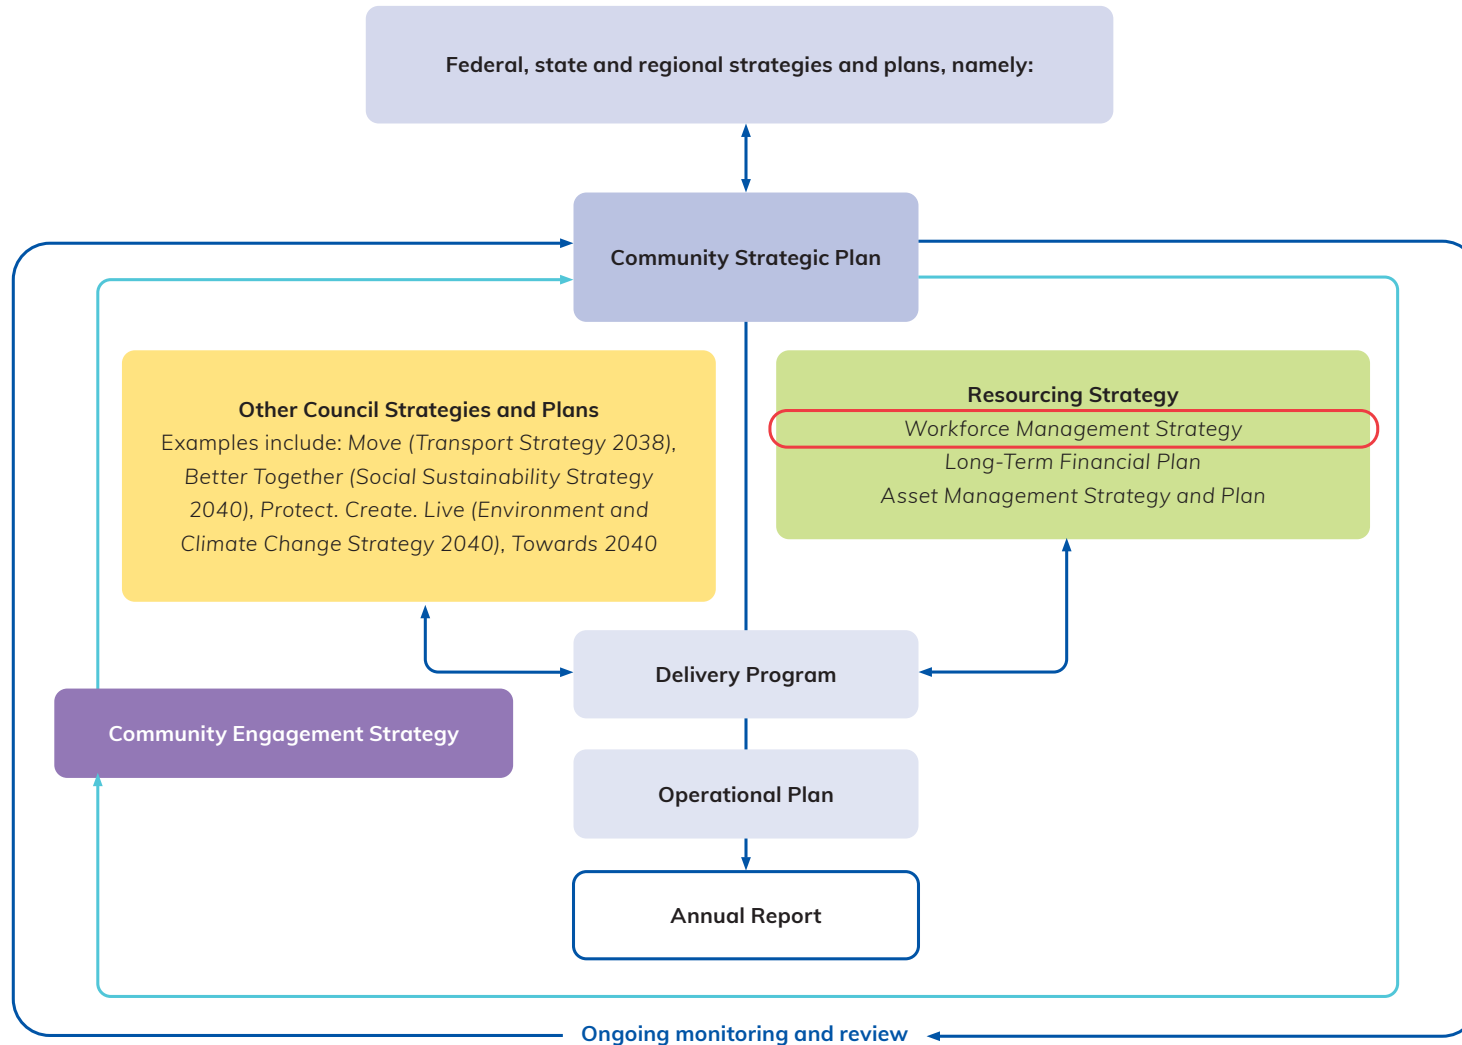 Federal, state and regional strategies and plans, namely:
Community Strategic Plan
Other Council Strategies and Plans
Examples include: Move (Transport Strategy 2038),
Better Together (Social Sustainability Strategy
2040), Protect. Create. Live (Environment and
Climate Change Strategy 2040), Towards 2040
Resourcing Strategy
Workforce Management Strategy
Long-Term Financial Plan
Asset Management Strategy and Plan
Delivery Program
Community Engagement Strategy
Operational Plan
Annual Report
Ongoing monitoring and review